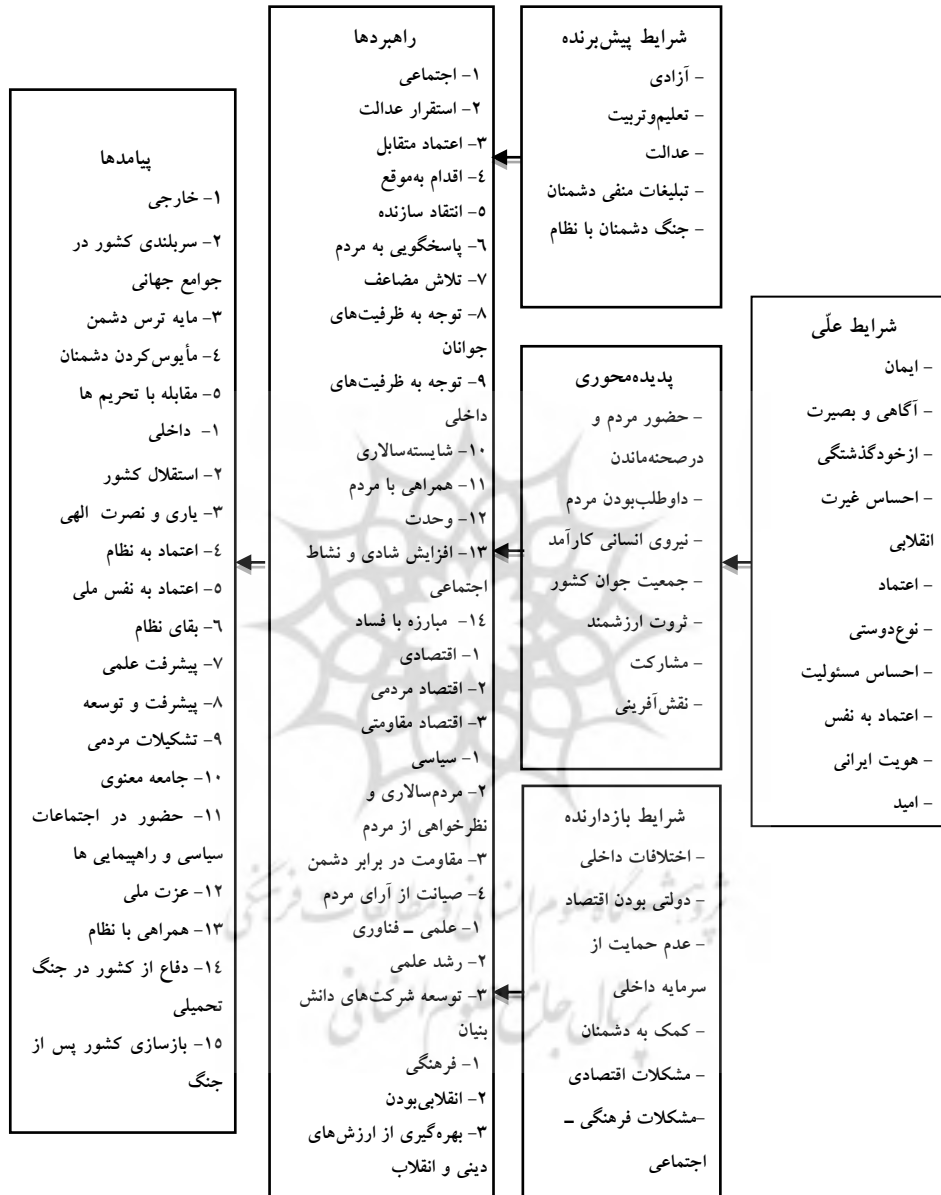 شرایط علّی
- ایمان
- آگاهی و بصیرت
- ازخودگذشتگی
- احساس غیرت
انقلابی
- اعتماد
- نوع‌دوستی
- احساس مسئولیت
- اعتماد به نفس
- هویت ایرانی
- امید
شرایط پیش‌برنده
- آزادی
- تعلیم‌وتربیت
- عدالت
- تبلیغات منفی دشمنان
- جنگ دشمنان با نظام
پدیده‌محوری
- حضور مردم و
درصحنه‌ماندن
- داوطلب‌بودن مردم
- نیروی انسانی کارآمد
- جمعیت جوان کشور
- ثروت ارزشمند
- مشارکت
- نقش‌آفرینی
شرایط بازدارنده
- اختلافات داخلی
- دولتی بودن اقتصاد
- عدم حمایت از
سرمایه داخلی
- کمک به دشمنان
- مشکلات اقتصادی
-مشکلات فرهنگی –
اجتماعی
راهبردها
۱- اجتماعی
۲- استقرار عدالت
۳- اعتماد متقابل
٤- اقدام به‌موقع
٥- انتقاد سازنده
٦- پاسخگویی به مردم
۷- تلاش مضاعف
۸- توجه به ظرفیت‌های
جوانان
۹- توجه به ظرفیت‌های
داخلی
۱۰- شایسته‌سالاری
۱۱- همراهی با مردم
۱۲- وحدت
۱۳- افزایش شادی و نشاط
اجتماعی
۱٤- مبارزه با فساد
۱- اقتصادی
۲- اقتصاد مردمی
۳- اقتصاد مقاومتی
۱- سیاسی
۲- مردم‌سالاری و
نظرخواهی از مردم
۳- مقاومت در برابر دشمن
٤- صیانت از آرای مردم
۱- علمی – فناوری
۲- رشد علمی
۳- توسعه شرکت‌های دانش
بنیان
۱- فرهنگی
۲- انقلابی‌بودن
۳- بهره‌گیری از ارزش‌های
دینی و انقلاب
پیامدها
۱- خارجی
۲- سربلندی کشور در
جوامع جهانی
۳- مایه ترس دشمن
٤- مأیوس‌کردن دشمنان
٥- مقابله با تحریم ها
۱- داخلی
۲- استقلال کشور
۳- یاری و نصرت الهی
٤- اعتماد به نظام
٥- اعتماد به نفس ملی
٦- بقای نظام
۷- پیشرفت علمی
۸- پیشرفت و توسعه
۹- تشکیلات مردمی
۱۰- جامعه معنوی
۱۱- حضور در اجتماعات
سیاسی و راهپیمایی ها
۱۲- عزت ملی
۱۳- همراهی با نظام
۱٤- دفاع از کشور در جنگ
تحمیلی
۱٥- بازسازی کشور پس از
جنگ
پژوهشگاه علوم انسانی و مطالعات فرهنگی
پرتال جامع علوم انسانی